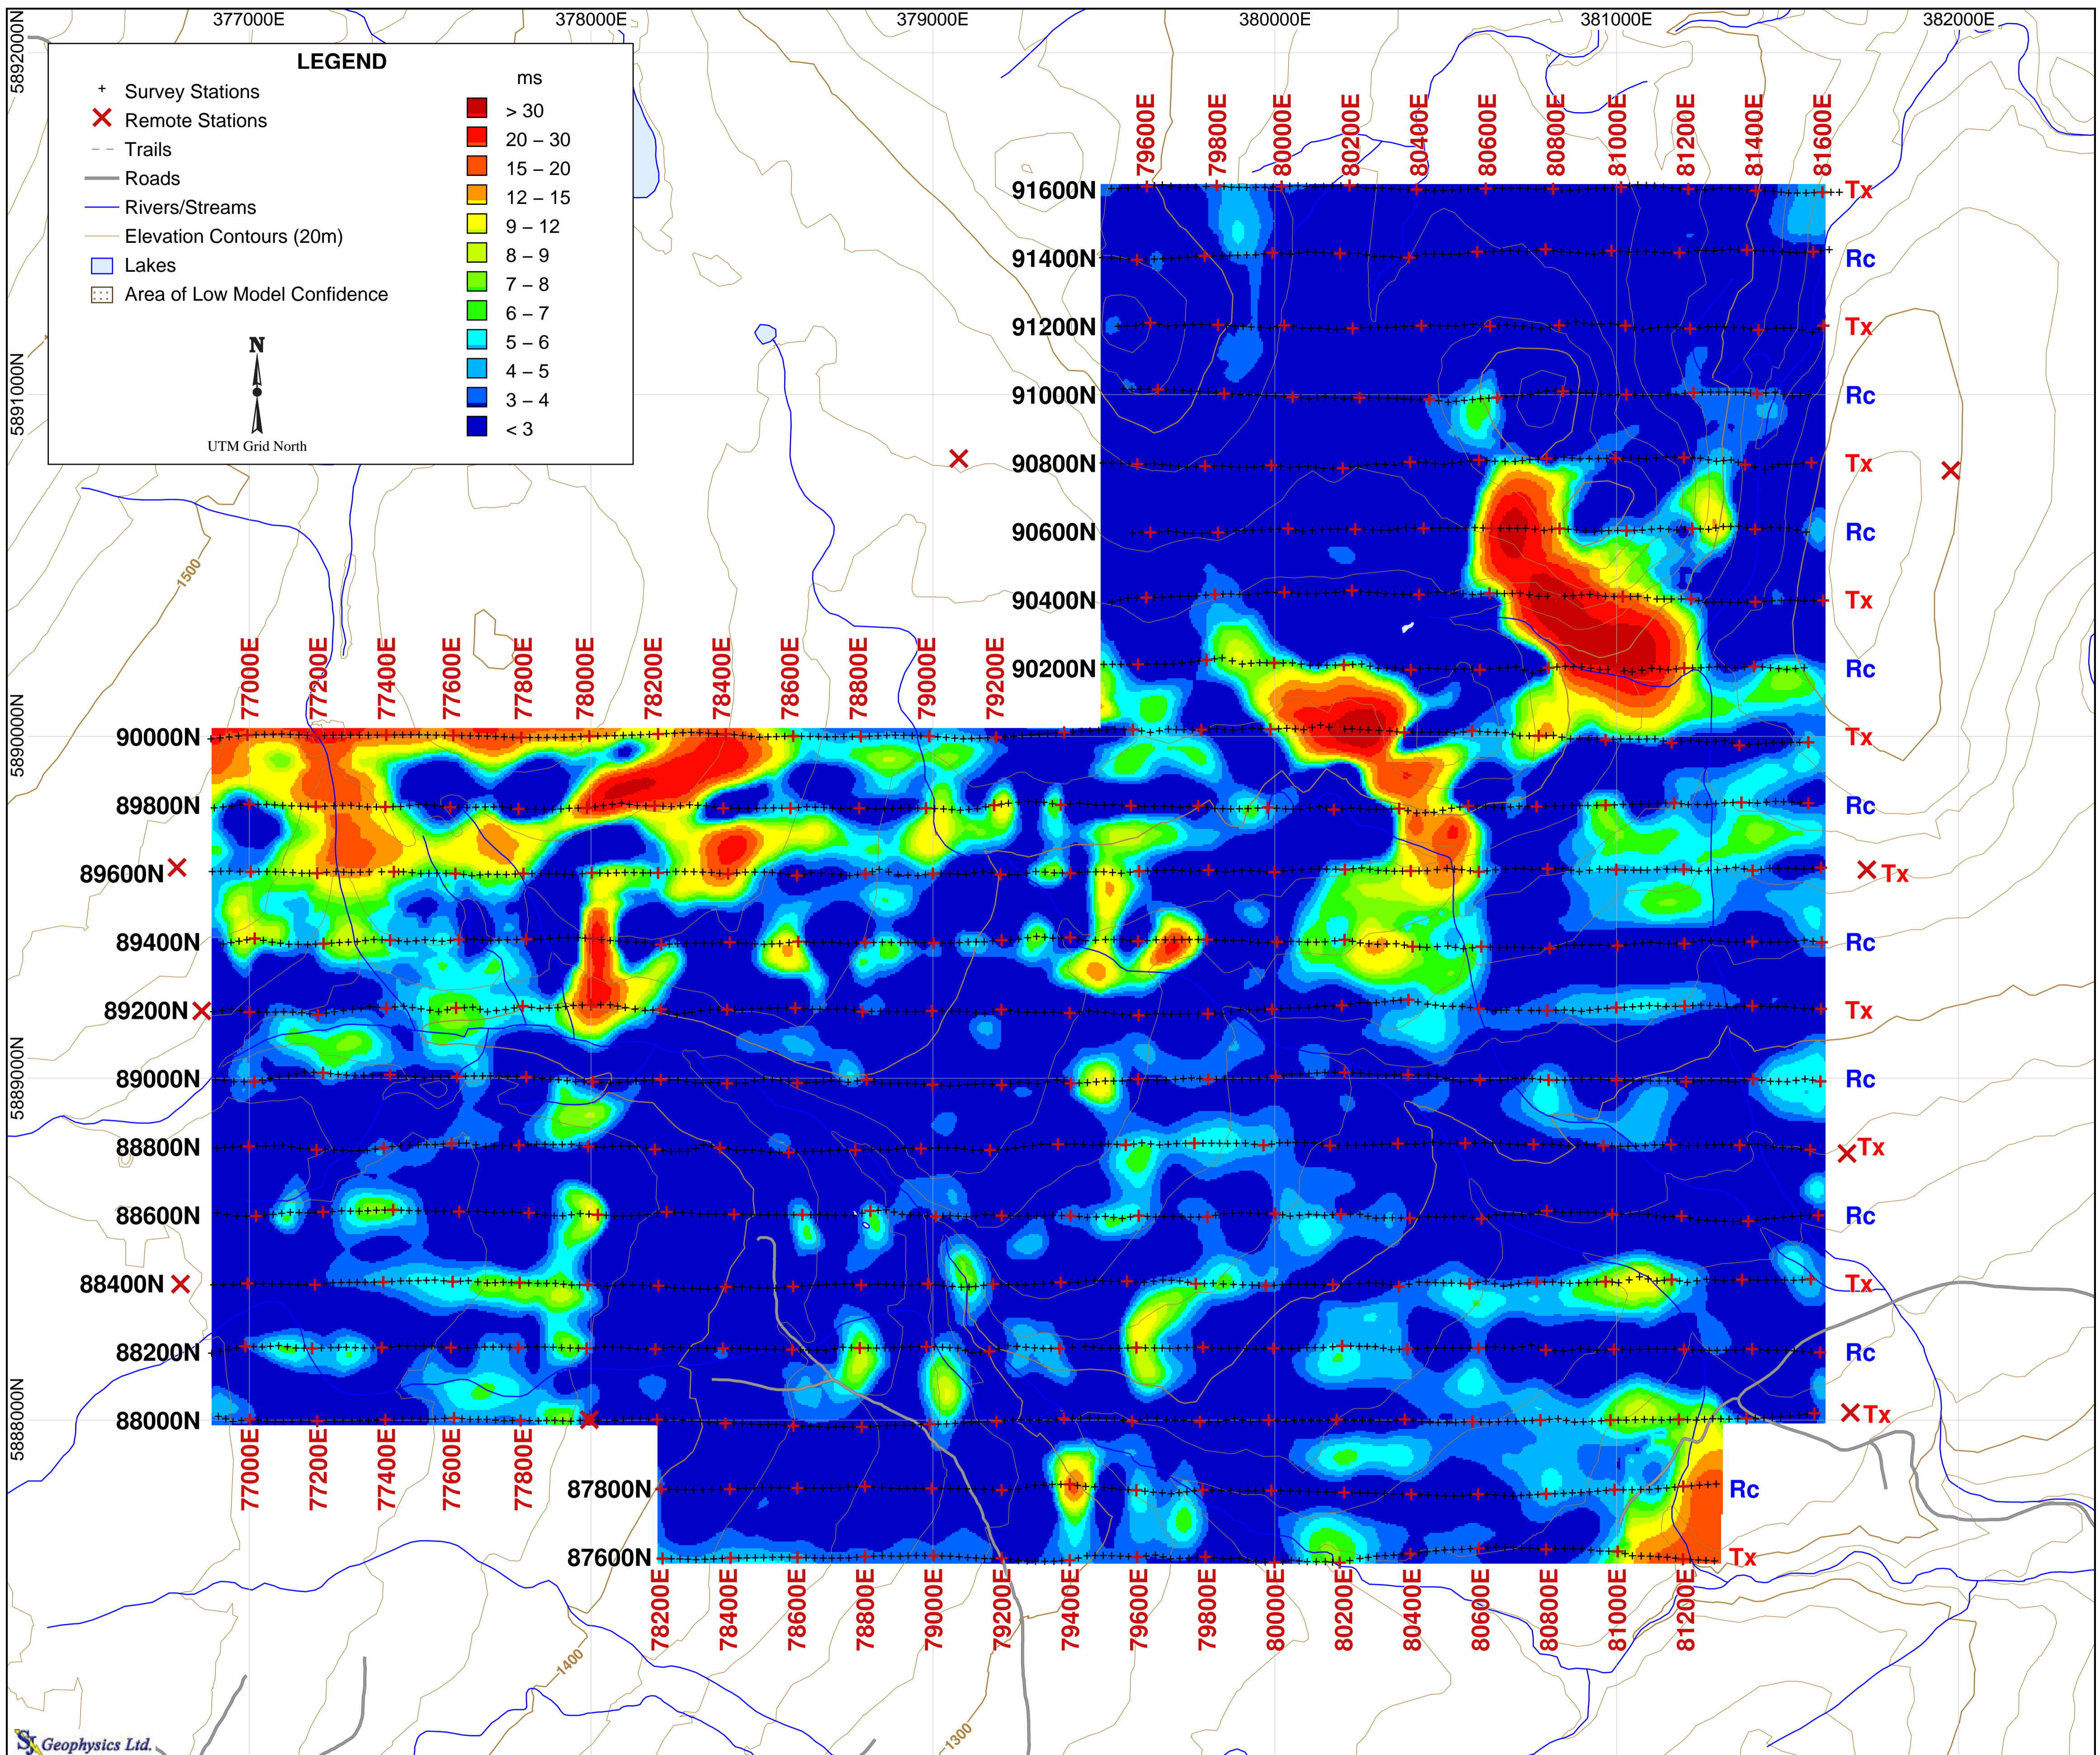 377000E 378000E 379000E 380000E 381000E 382000E
5892000N
5891000N
5890000N
5889000N
5888000N
LEGEND
Survey Stations
Remote Stations
Trails
Roads
Rivers/Streams
Elevation Contours (20m)
Lakes
Area of Low Model Confidence
N
UTM Grid North
ms
> 30
20 – 30
15 – 20
12 – 15
9 – 12
8 – 9
7 – 8
6 – 7
5 – 6
4 – 5
3 – 4
< 3
79600E 79800E 80000E 80200E 80400E 80600E 80800E 81000E 81200E 81400E 81600E
91600N Tx
91400N Rc
91200N Tx
91000N Rc
90800N Tx
90600N Rc
90400N Tx
90200N Rc
1500
77000E 77200E 77400E 77600E 77800E 78000E 78200E 78400E 78600E 78800E 79000E 79200E
90000N Tx
89800N Rc
89600N Tx
89400N Rc
89200N Tx
89000N Rc
88800N Tx
88600N Rc
88400N Tx
88200N Rc
88000N Tx
77000E 77200E 77400E 77600E 77800E
87800N Rc
87600N Tx
78200E 78400E 78600E 78800E 79000E 79200E 79400E 79600E 79800E 80000E 80200E 80400E 80600E 80800E 81000E 81200E
1400
1300
SJ Geophysics Ltd.